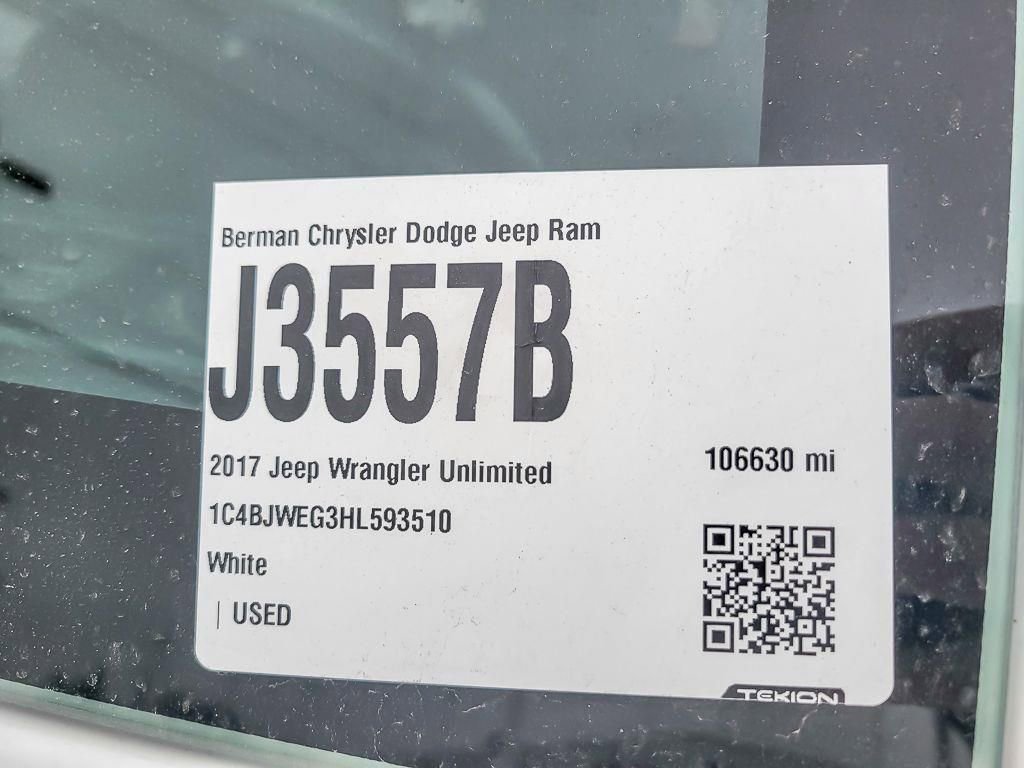 Berman Chrysler Dodge Jeep Ram
J3557B
2017 Jeep Wrangler Unlimited
106630 mi
1C4BJWEG3HL593510
White
| USED
TEKION